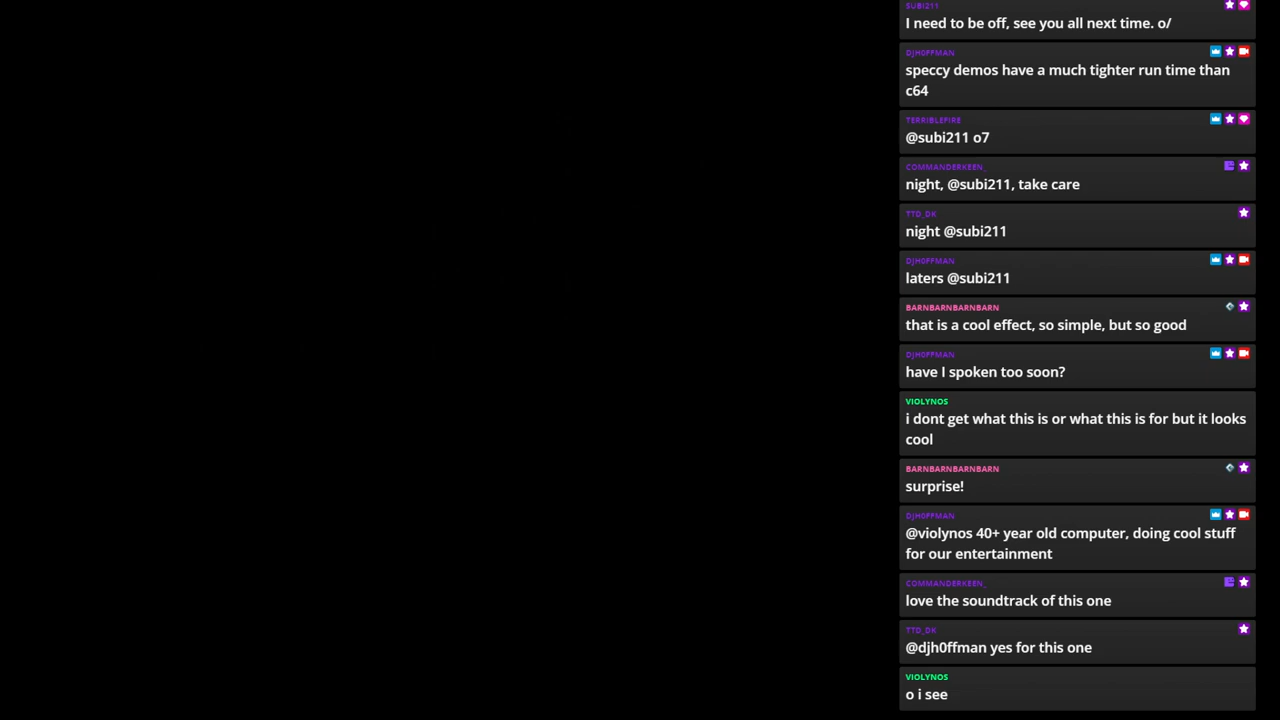 SUBI211
I need to be off, see you all next time. o/
DJH0FFMAN
speccy demos have a much tighter run time than
c64
TERRIBLEFIRE
@subi211 o7
COMMANDERKEEN_
night, @subi211, take care
TTD_DK
night @subi211
DJH0FFMAN
laters @subi211
BARNBARNBARNBARN
that is a cool effect, so simple, but so good
DJH0FFMAN
have I spoken too soon?
VIOLYNOS
i dont get what this is or what this is for but it looks
cool
BARNBARNBARNBARN
surprise!
DJH0FFMAN
@violynos 40+ year old computer, doing cool stuff
for our entertainment
COMMANDERKEEN_
love the soundtrack of this one
TTD_DK
@djh0ffman yes for this one
VIOLYNOS
o i see